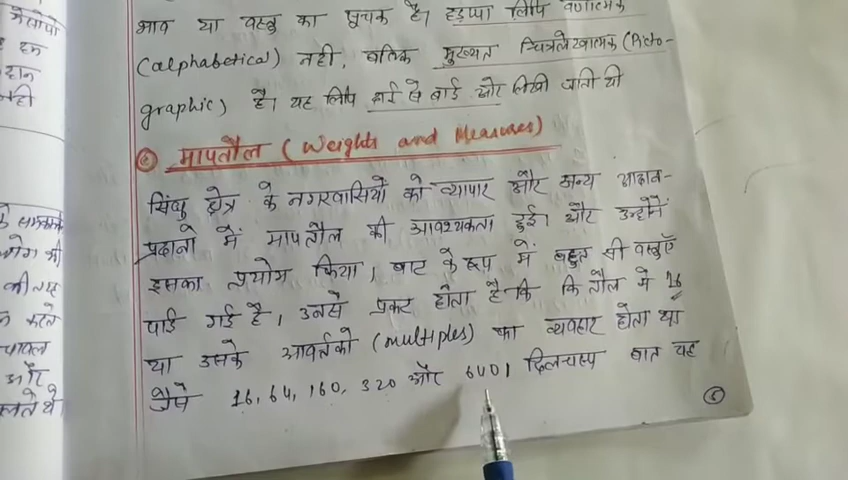 भाव या वस्तु का सूचक है। हड़प्पा लिपि वर्णात्मक
(alphabetical) नही, बल्कि मुख्यत चित्रलेखात्मक (Picto-
graphic) है। यह लिपि दाईं से बाईं ओर लिखी जाती थी
मापतौल (Weights and Measures)
सिंधु क्षेत्र के नगरवासियों को व्यापार और अन्य आदान-
प्रदानो में मापतौल की आवश्यकता हुई। और उन्होंने
इसका प्रयोग किया। बाट के रूप में बहुत सी वस्तुएँ
पाई गई है। उनसे प्रकट होता है कि कि तौल मे 16
या उसके आवर्त्तको (multiples) का व्यवहार होता था
जैसे 16, 64, 160, 320 और 640। दिलचस्प बात यह